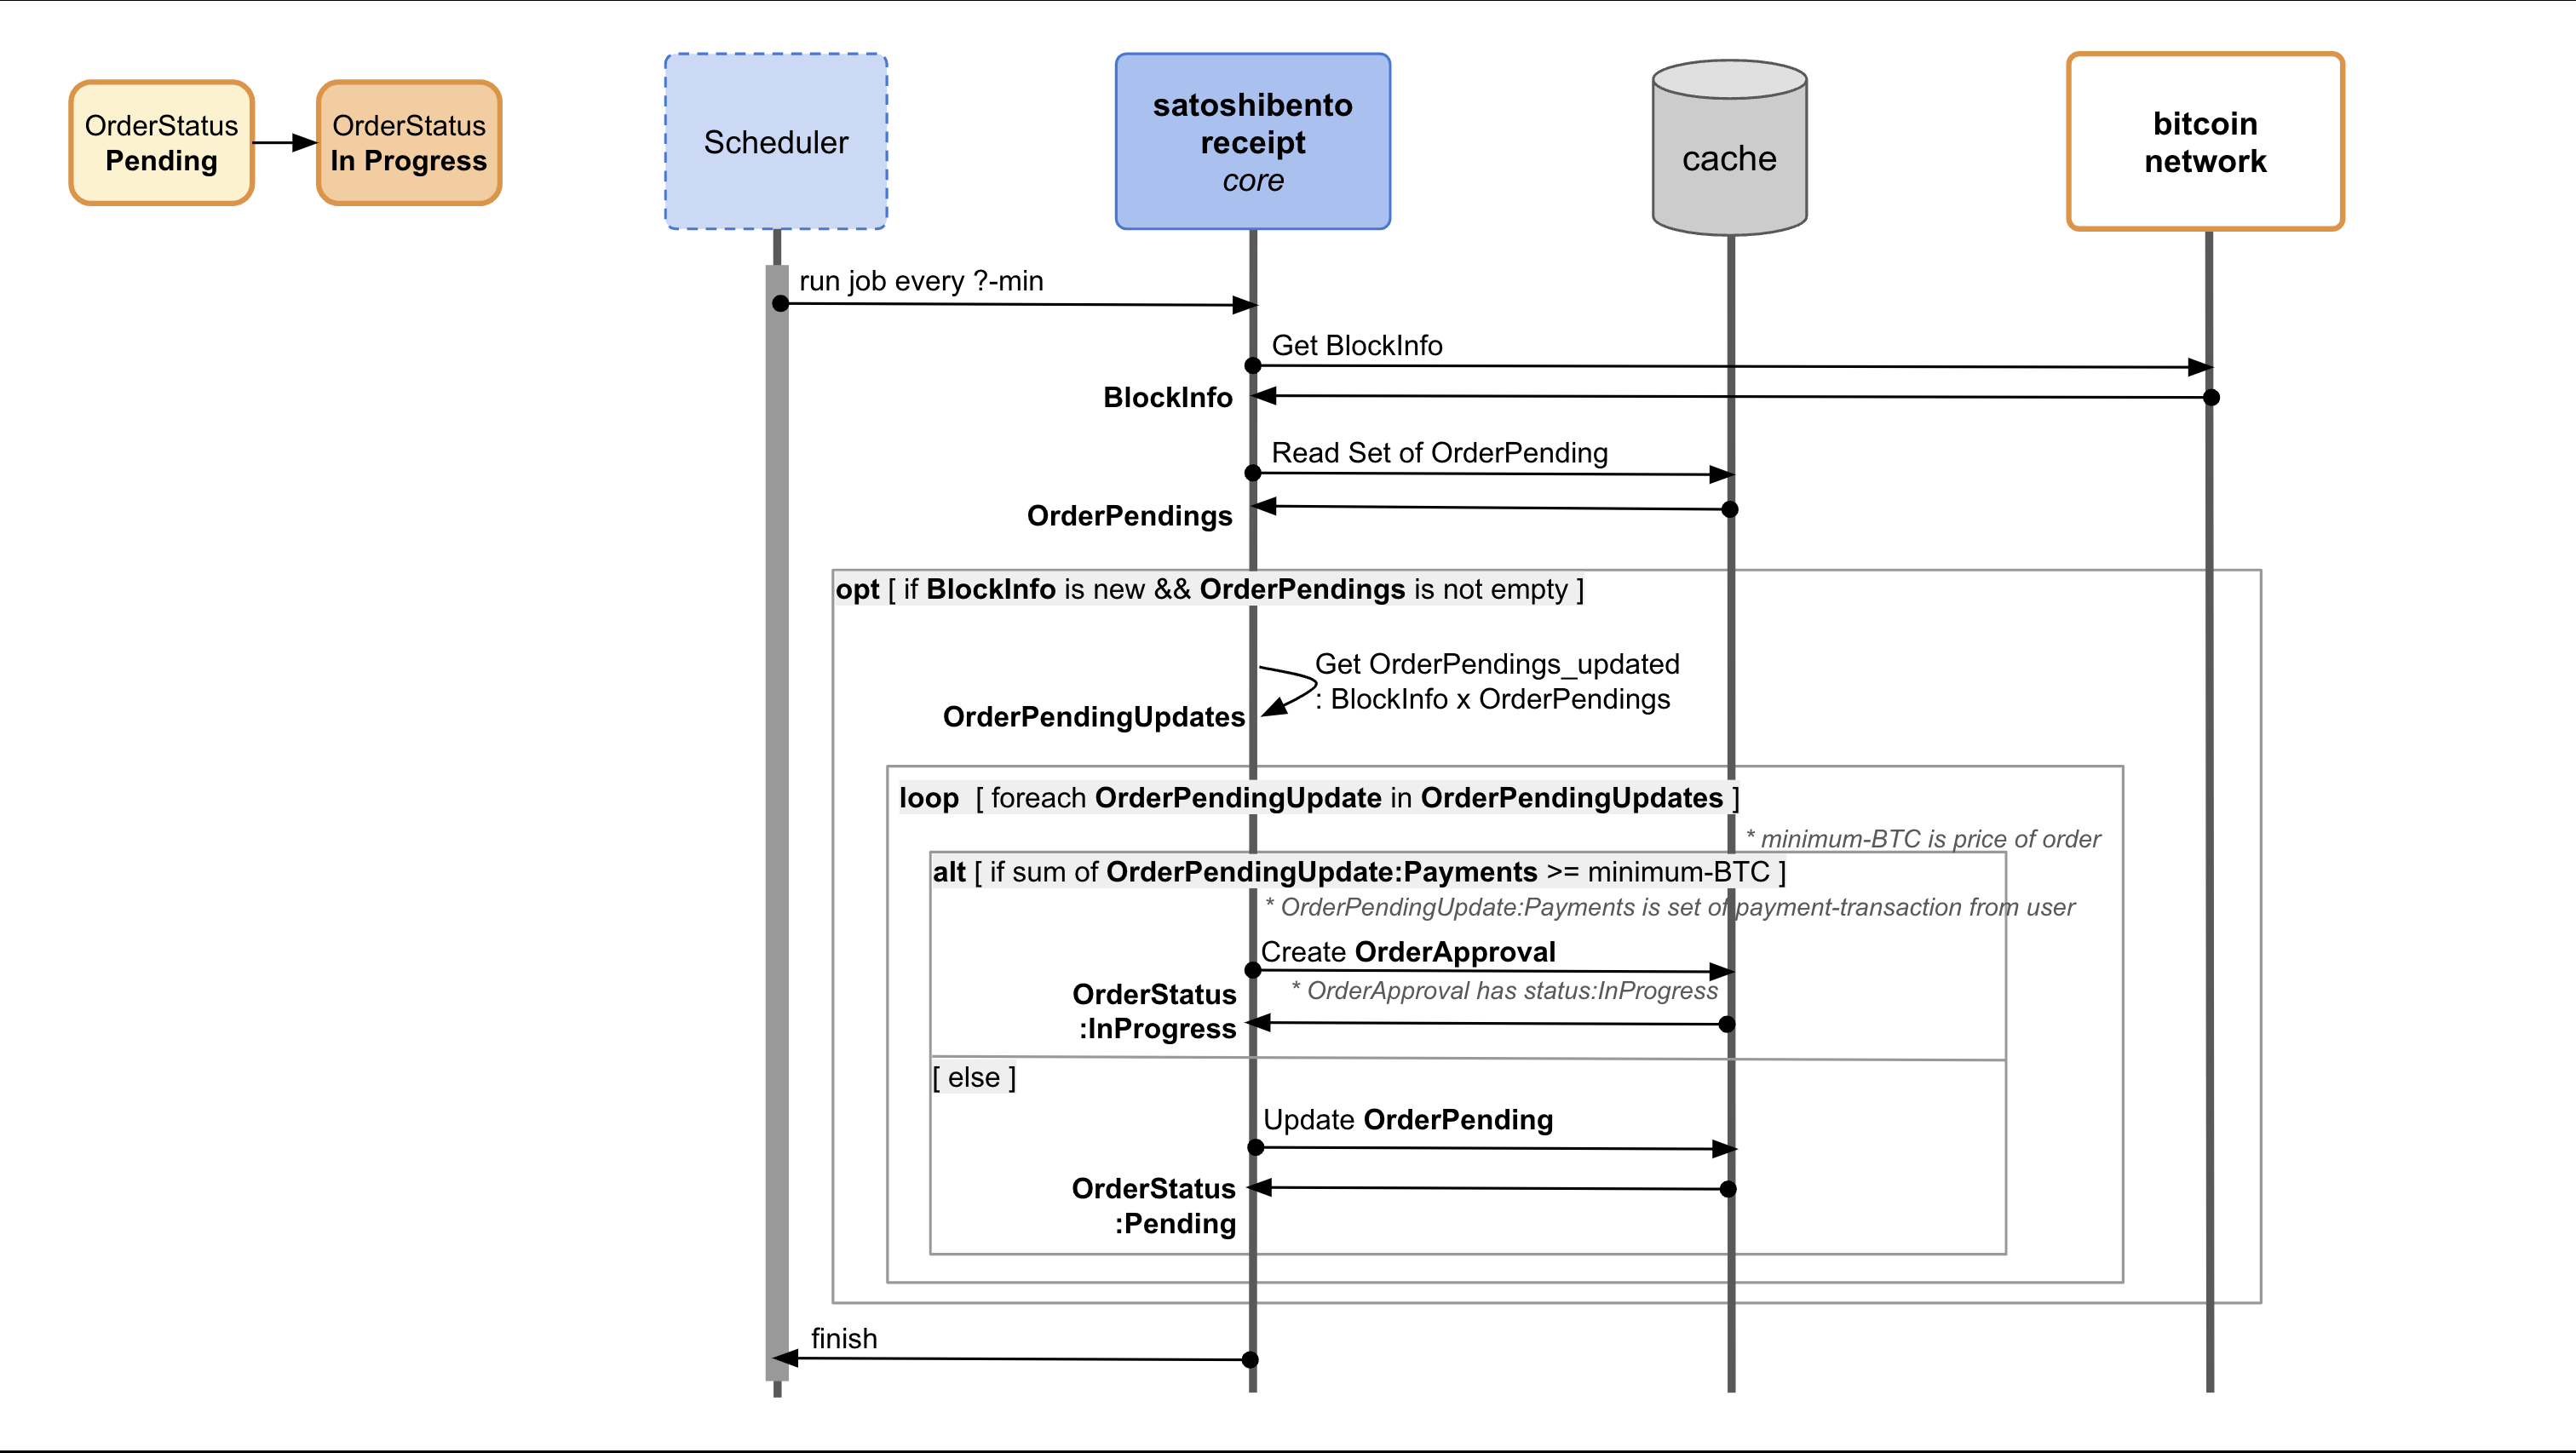 OrderStatus
Pending
OrderStatus
In Progress
Scheduler
satoshibento
receipt
core
cache
bitcoin
network
run job every ?-min
Get BlockInfo
BlockInfo
Read Set of OrderPending
OrderPendings
opt [ if BlockInfo is new && OrderPendings is not empty ]
Get OrderPendings_updated
: BlockInfo x OrderPendings
OrderPendingUpdates
loop [ foreach OrderPendingUpdate in OrderPendingUpdates ]
* minimum-BTC is price of order
alt [ if sum of OrderPendingUpdate:Payments >= minimum-BTC ]
* OrderPendingUpdate:Payments is set of payment-transaction from user
Create OrderApproval
* OrderApproval has status:InProgress
OrderStatus
:InProgress
[ else ]
Update OrderPending
OrderStatus
:Pending
finish